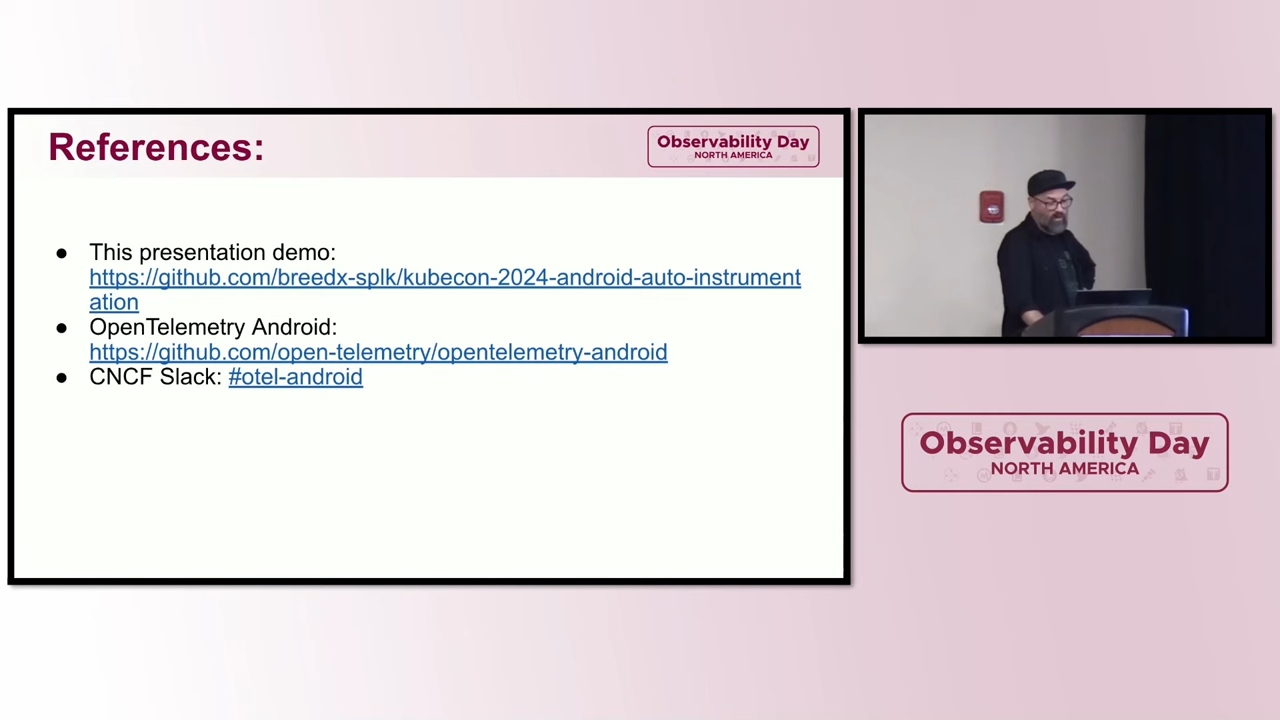 References:
Observability Day
NORTH AMERICA
● This presentation demo:
https://github.com/breedx-splk/kubecon-2024-android-auto-instrument
ation
● OpenTelemetry Android:
https://github.com/open-telemetry/opentelemetry-android
● CNCF Slack: #otel-android
Observability Day
NORTH AMERICA